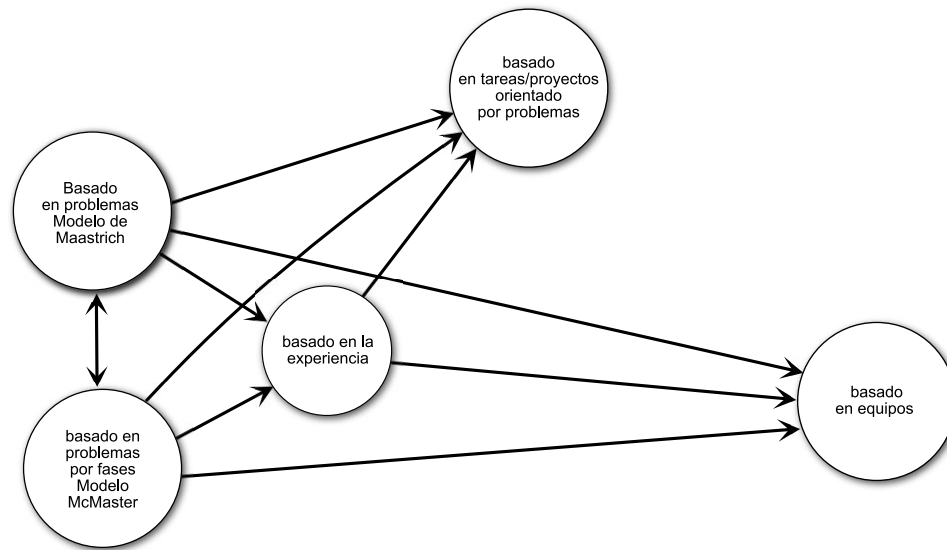 basado
en tareas/proyectos
orientado
por problemas
Basado
en problemas
Modelo de
Maastrich
basado en la
experiencia
basado
en equipos
basado en
problemas
por fases
Modelo
McMaster